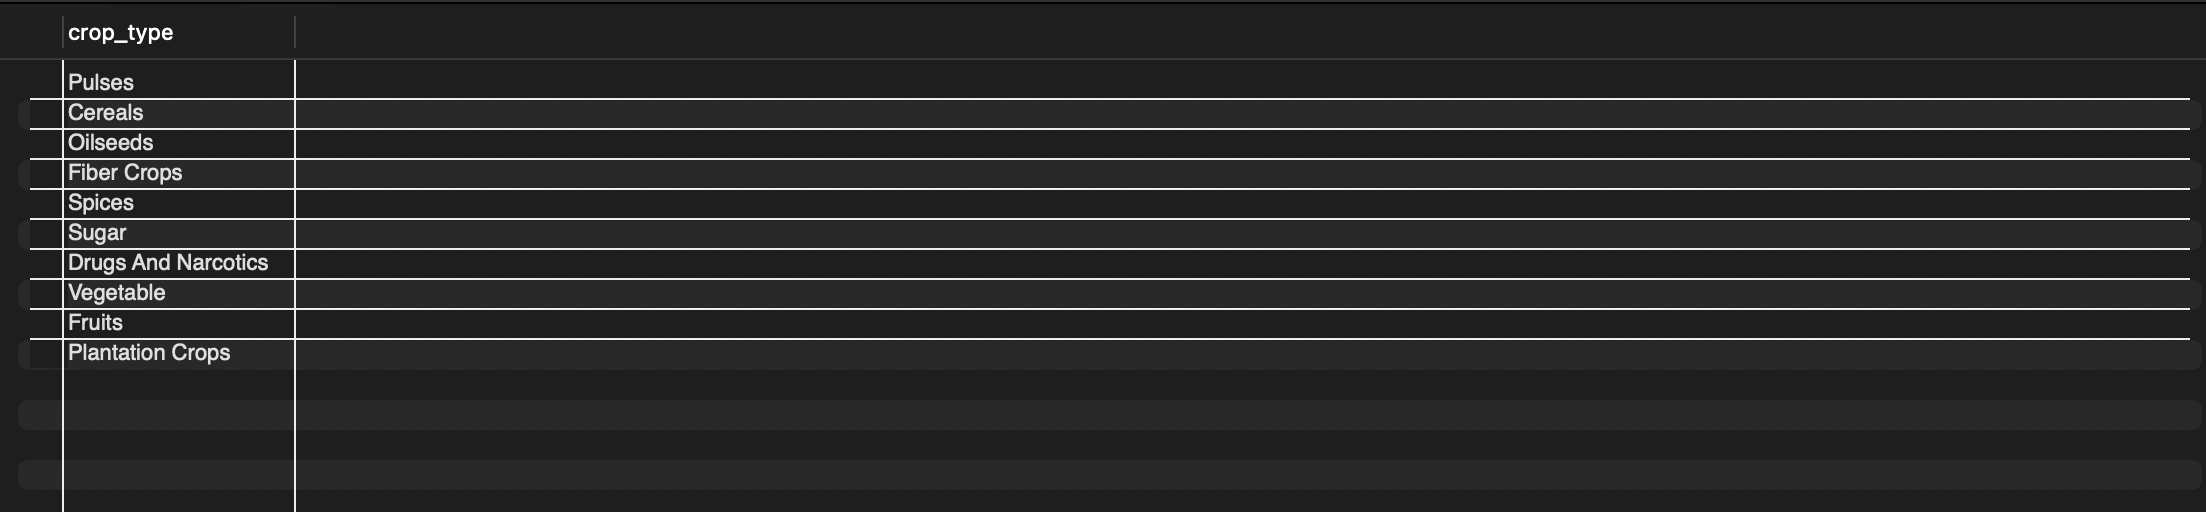 crop_type
Pulses
Cereals
Oilseeds
Fiber Crops
Spices
Sugar
Drugs And Narcotics
Vegetable
Fruits
Plantation Crops